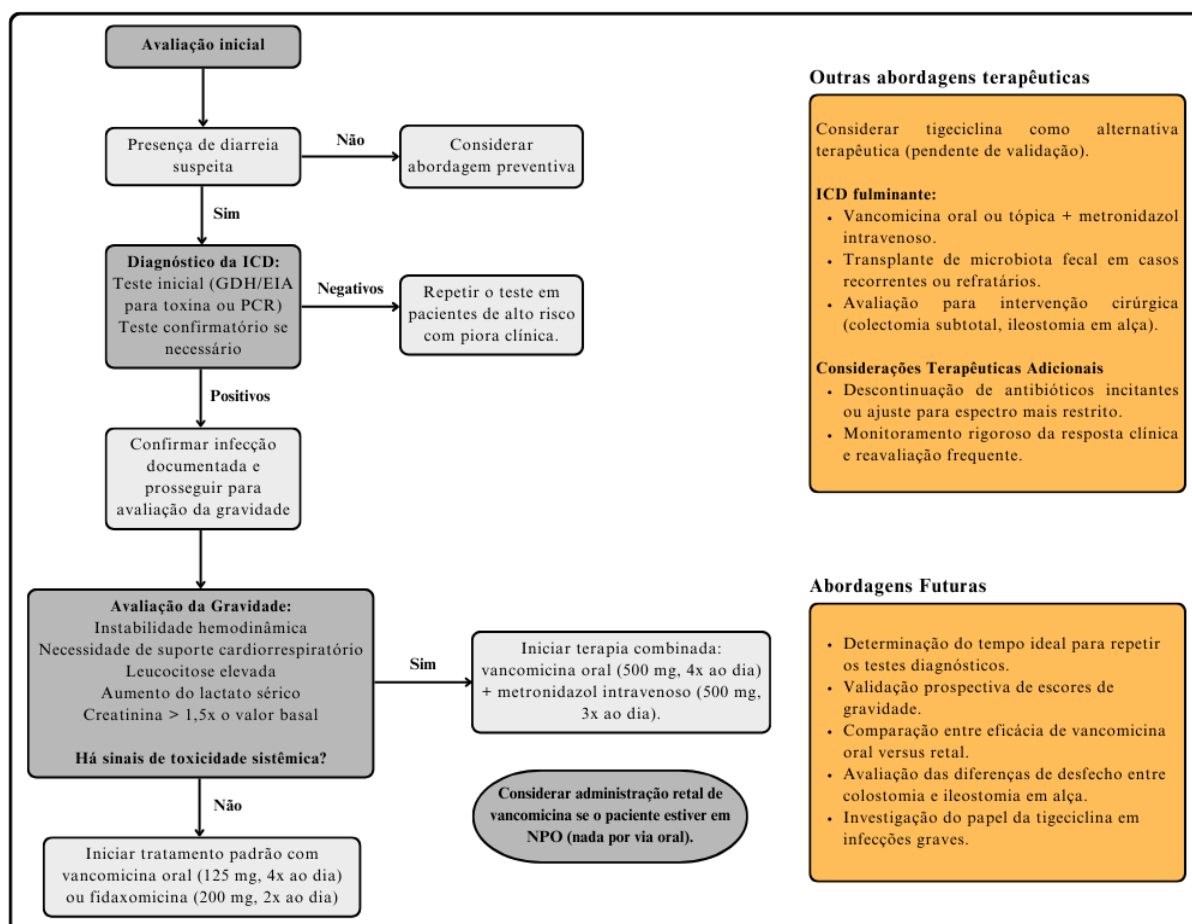 Avaliação inicial
Presença de diarreia
suspeita
Não
Considerar
abordagem preventiva
Sim
Diagnóstico da ICD:
Teste inicial (GDH/EIA
para toxina ou PCR)
Teste confirmatório se
necessário
Negativos
Repetir o teste em
pacientes de alto risco
com piora clínica.
Positivos
Confirmar infecção
documentada e
prosseguir para
avaliação da gravidade
Avaliação da Gravidade:
Instabilidade hemodinâmica
Necessidade de suporte cardiorrespiratório
Leucocitose elevada
Aumento do lactato sérico
Creatinina > 1,5x o valor basal
Há sinais de toxicidade sistêmica?
Sim
Iniciar terapia combinada:
vancomicina oral (500 mg, 4x ao dia)
+ metronidazol intravenoso (500 mg,
3x ao dia).
Considerar administração retal de
vancomicina se o paciente estiver em
NPO (nada por via oral).
Não
Iniciar tratamento padrão com
vancomicina oral (125 mg, 4x ao dia)
ou fidaxomicina (200 mg, 2x ao dia)
Outras abordagens terapêuticas
Considerar tigeciclina como alternativa
terapêutica (pendente de validação).
ICD fulminante:
• Vancomicina oral ou tópica + metronidazol
intravenoso.
• Transplante de microbiota fecal em casos
recorrentes ou refratários.
• Avaliação para intervenção cirúrgica
(colectomia subtotal, ileostomia em alça).
Considerações Terapêuticas Adicionais
• Descontinuação de antibióticos incitantes
ou ajuste para espectro mais restrito.
• Monitoramento rigoroso da resposta clínica
e reavaliação frequente.
Abordagens Futuras
• Determinação do tempo ideal para repetir
os testes diagnósticos.
• Validação prospectiva de escores de
gravidade.
• Comparação entre eficácia de vancomicina
oral versus retal.
• Avaliação das diferenças de desfecho entre
colostomia e ileostomia em alça.
• Investigação do papel da tigeciclina em
infecções graves.